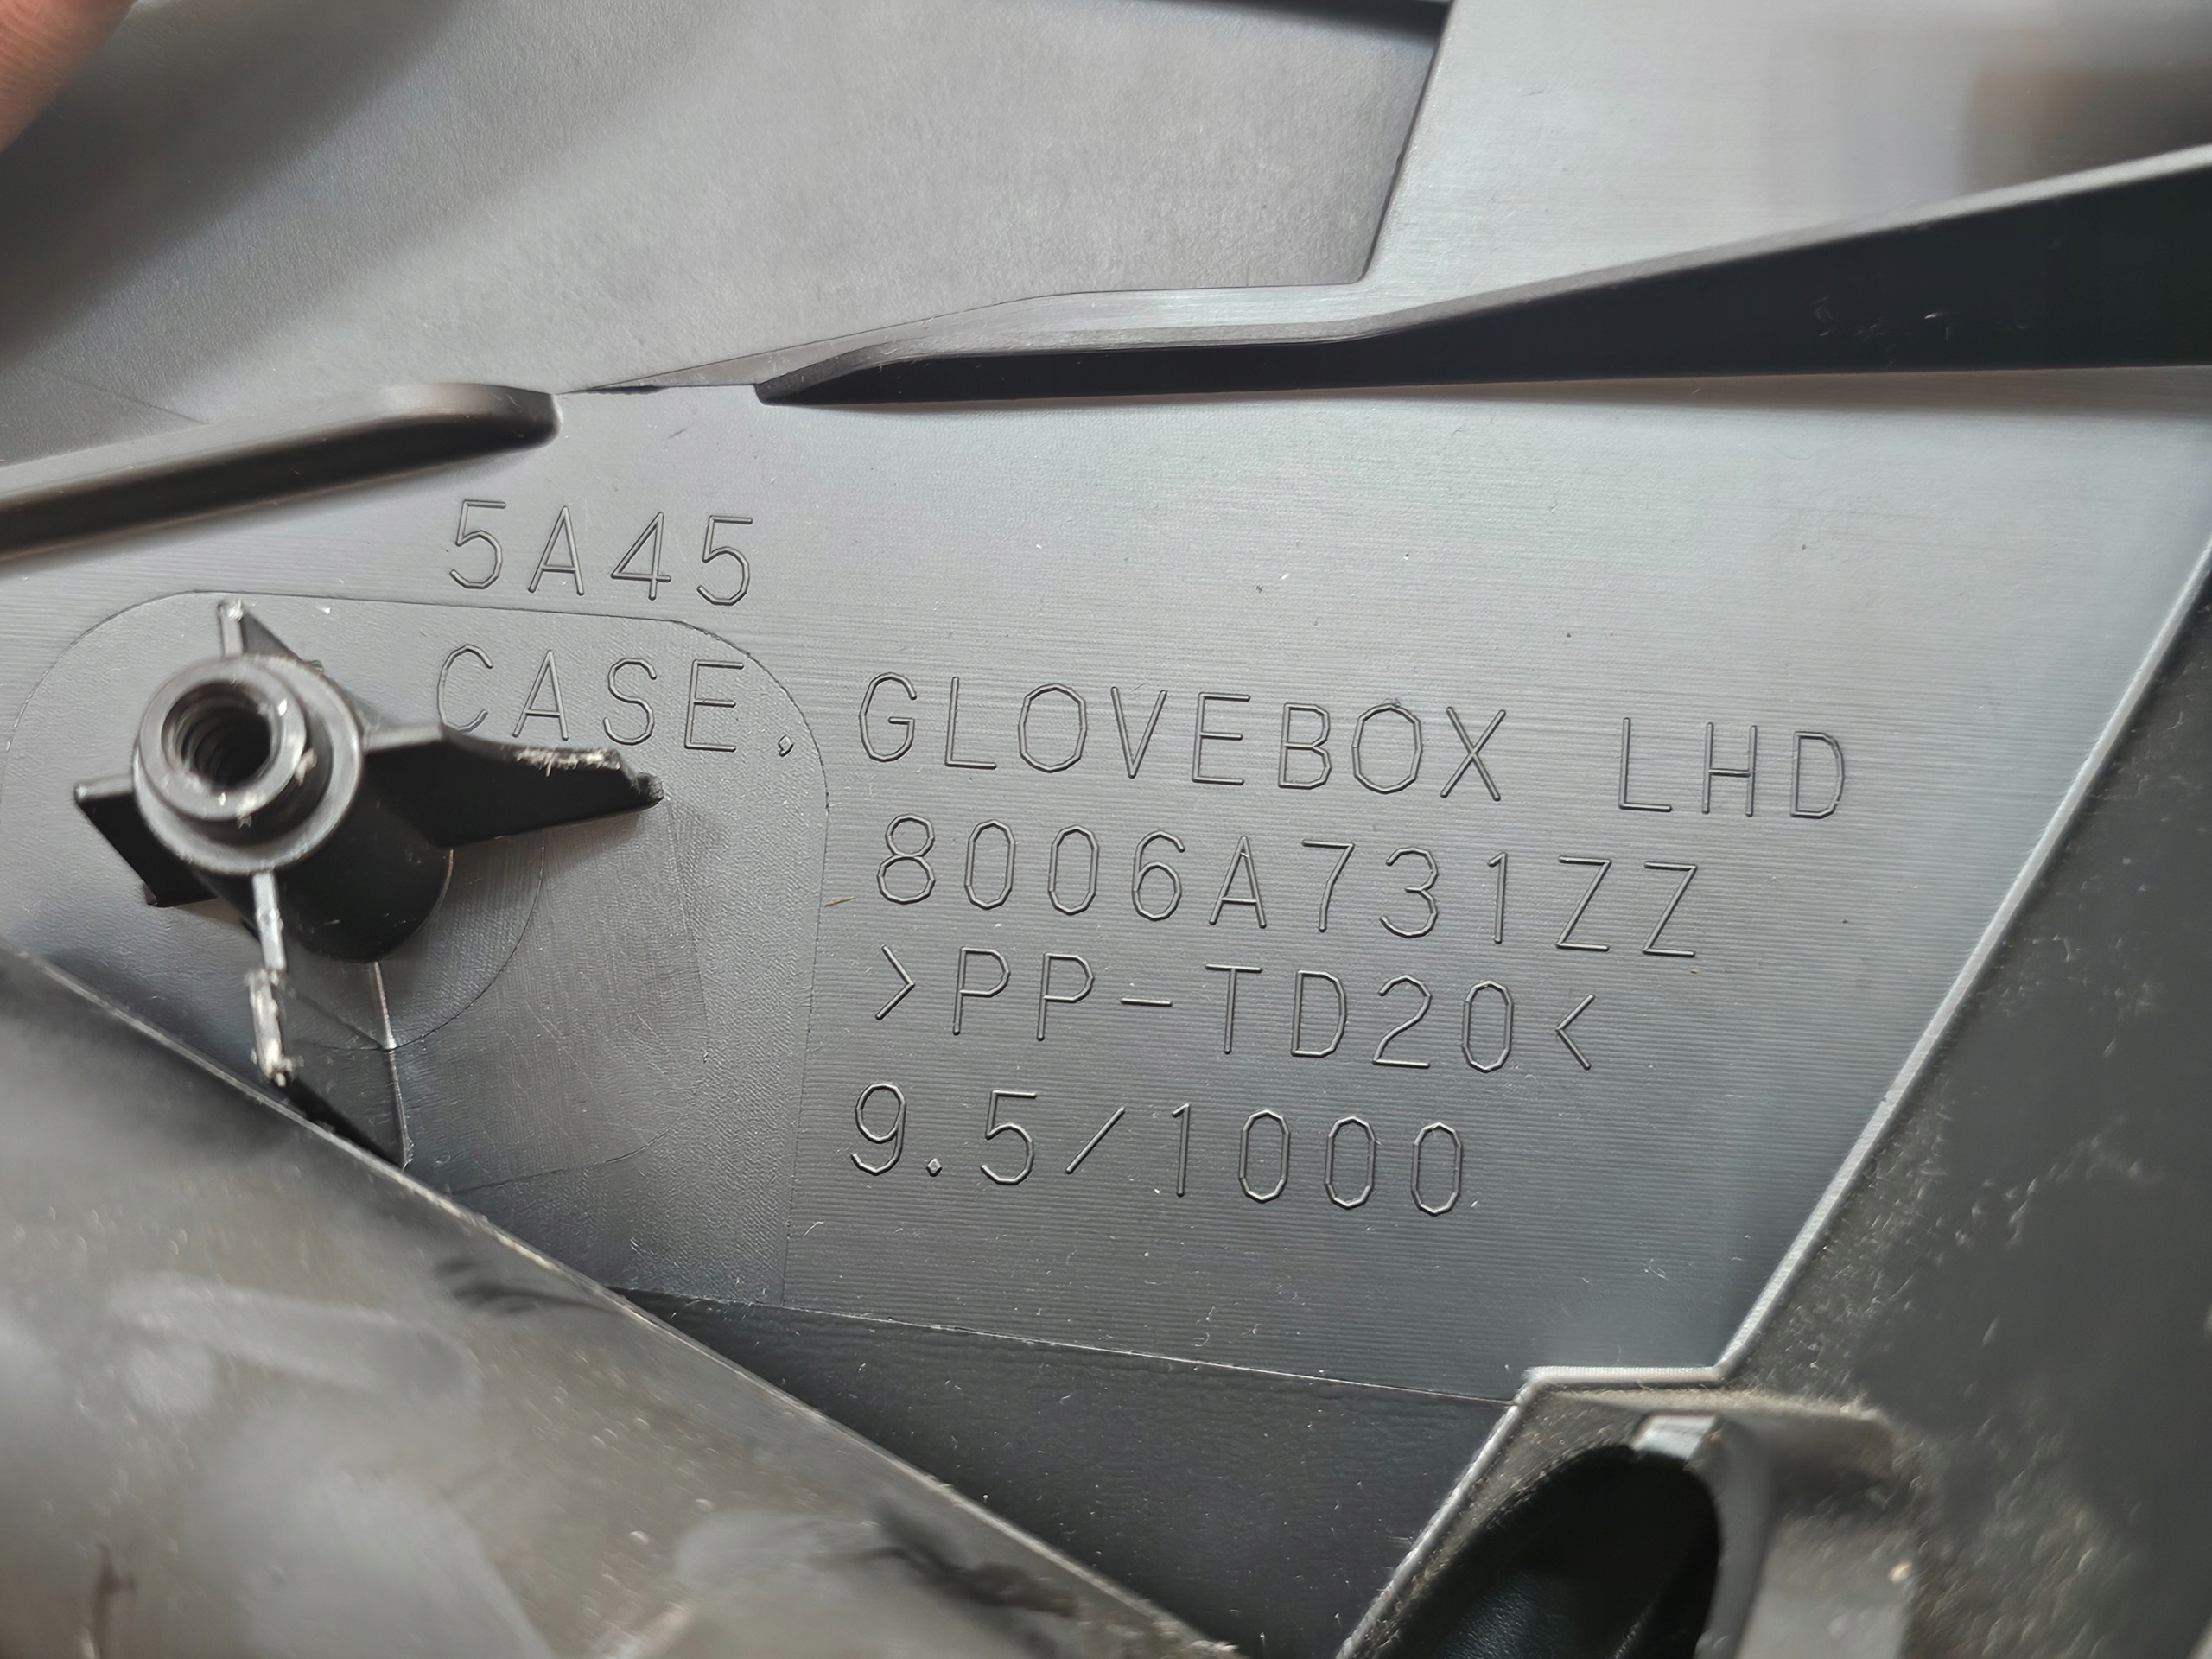 5A45
CASE, GLOVEBOX LHD
8006A731ZZ
>PP-TD20<
9.5/1000